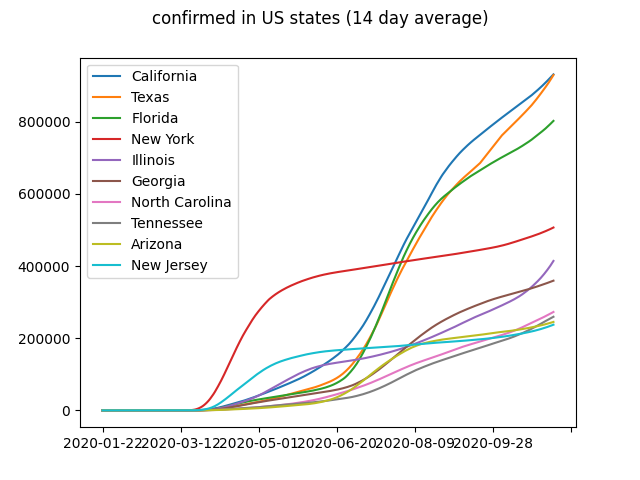 confirmed in US states (14 day average)
California
Texas
Florida
New York
Illinois
Georgia
North Carolina
Tennessee
Arizona
New Jersey
800000
600000
400000
200000
0
2020-01-22 2020-03-12 2020-05-01 2020-06-20 2020-08-09 2020-09-28